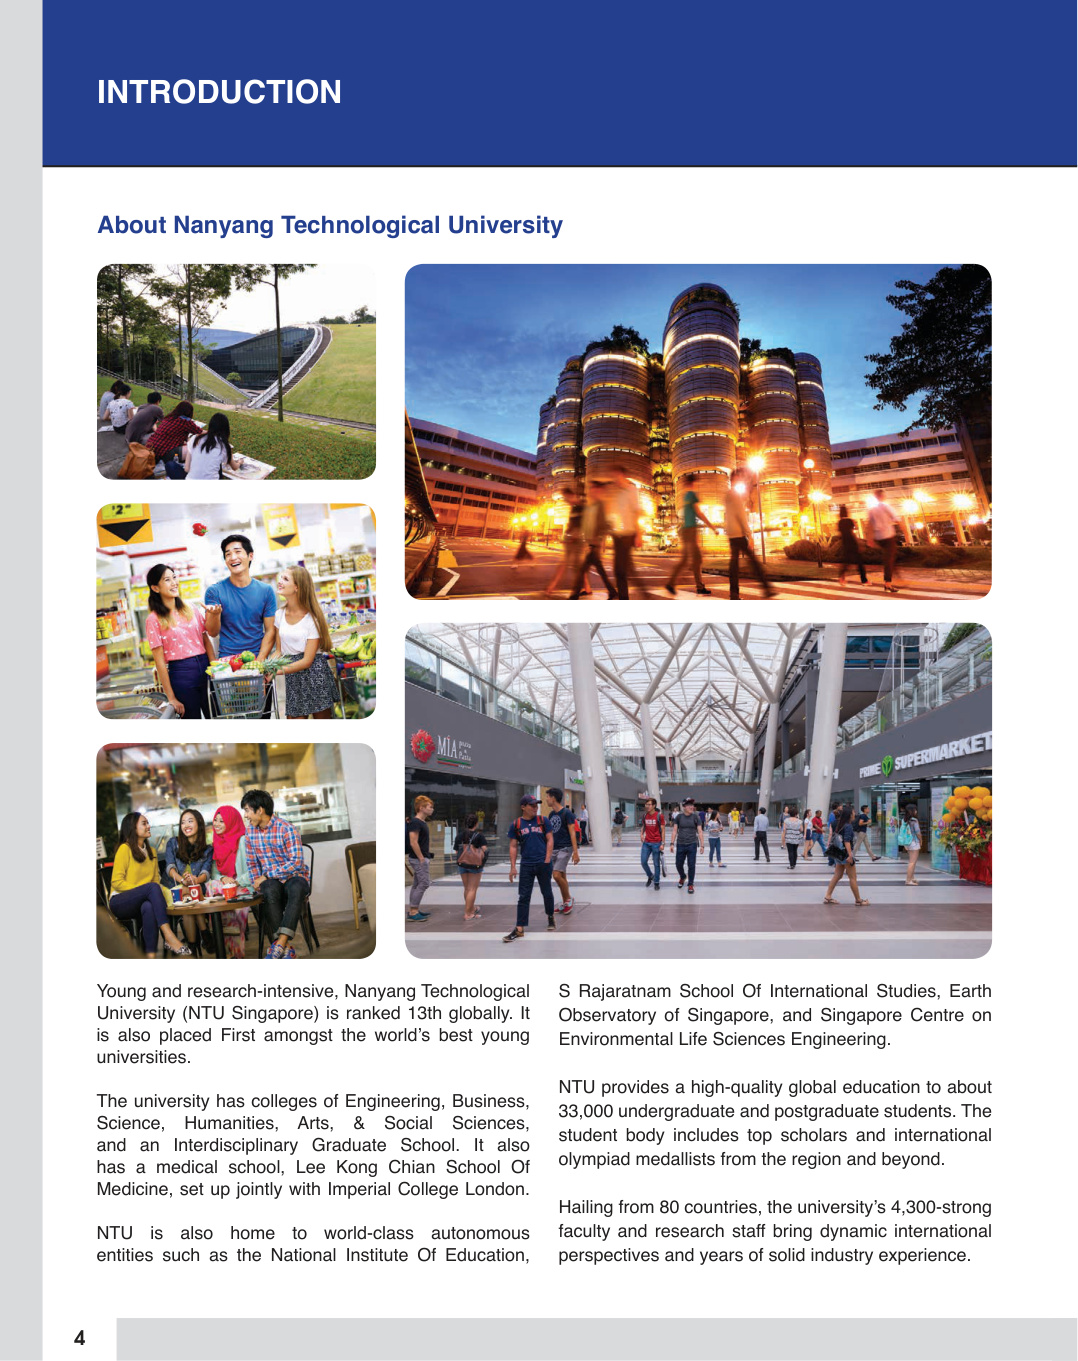 INTRODUCTION
About Nanyang Technological University
$2
MIA
PRIME SUPERMARKET
Young and research-intensive, Nanyang Technological
University (NTU Singapore) is ranked 13th globally. It
is also placed First amongst the world's best young
universities.
The university has colleges of Engineering, Business,
Science, Humanities, Arts, & Social Sciences,
and an Interdisciplinary Graduate School. It also
has a medical school, Lee Kong Chian School Of
Medicine, set up jointly with Imperial College London.
NTU is also home to world-class autonomous
entities such as the National Institute Of Education,
S Rajaratnam School Of International Studies, Earth
Observatory of Singapore, and Singapore Centre on
Environmental Life Sciences Engineering.
NTU provides a high-quality global education to about
33,000 undergraduate and postgraduate students. The
student body includes top scholars and international
olympiad medallists from the region and beyond.
Hailing from 80 countries, the university's 4,300-strong
faculty and research staff bring dynamic international
perspectives and years of solid industry experience.
4